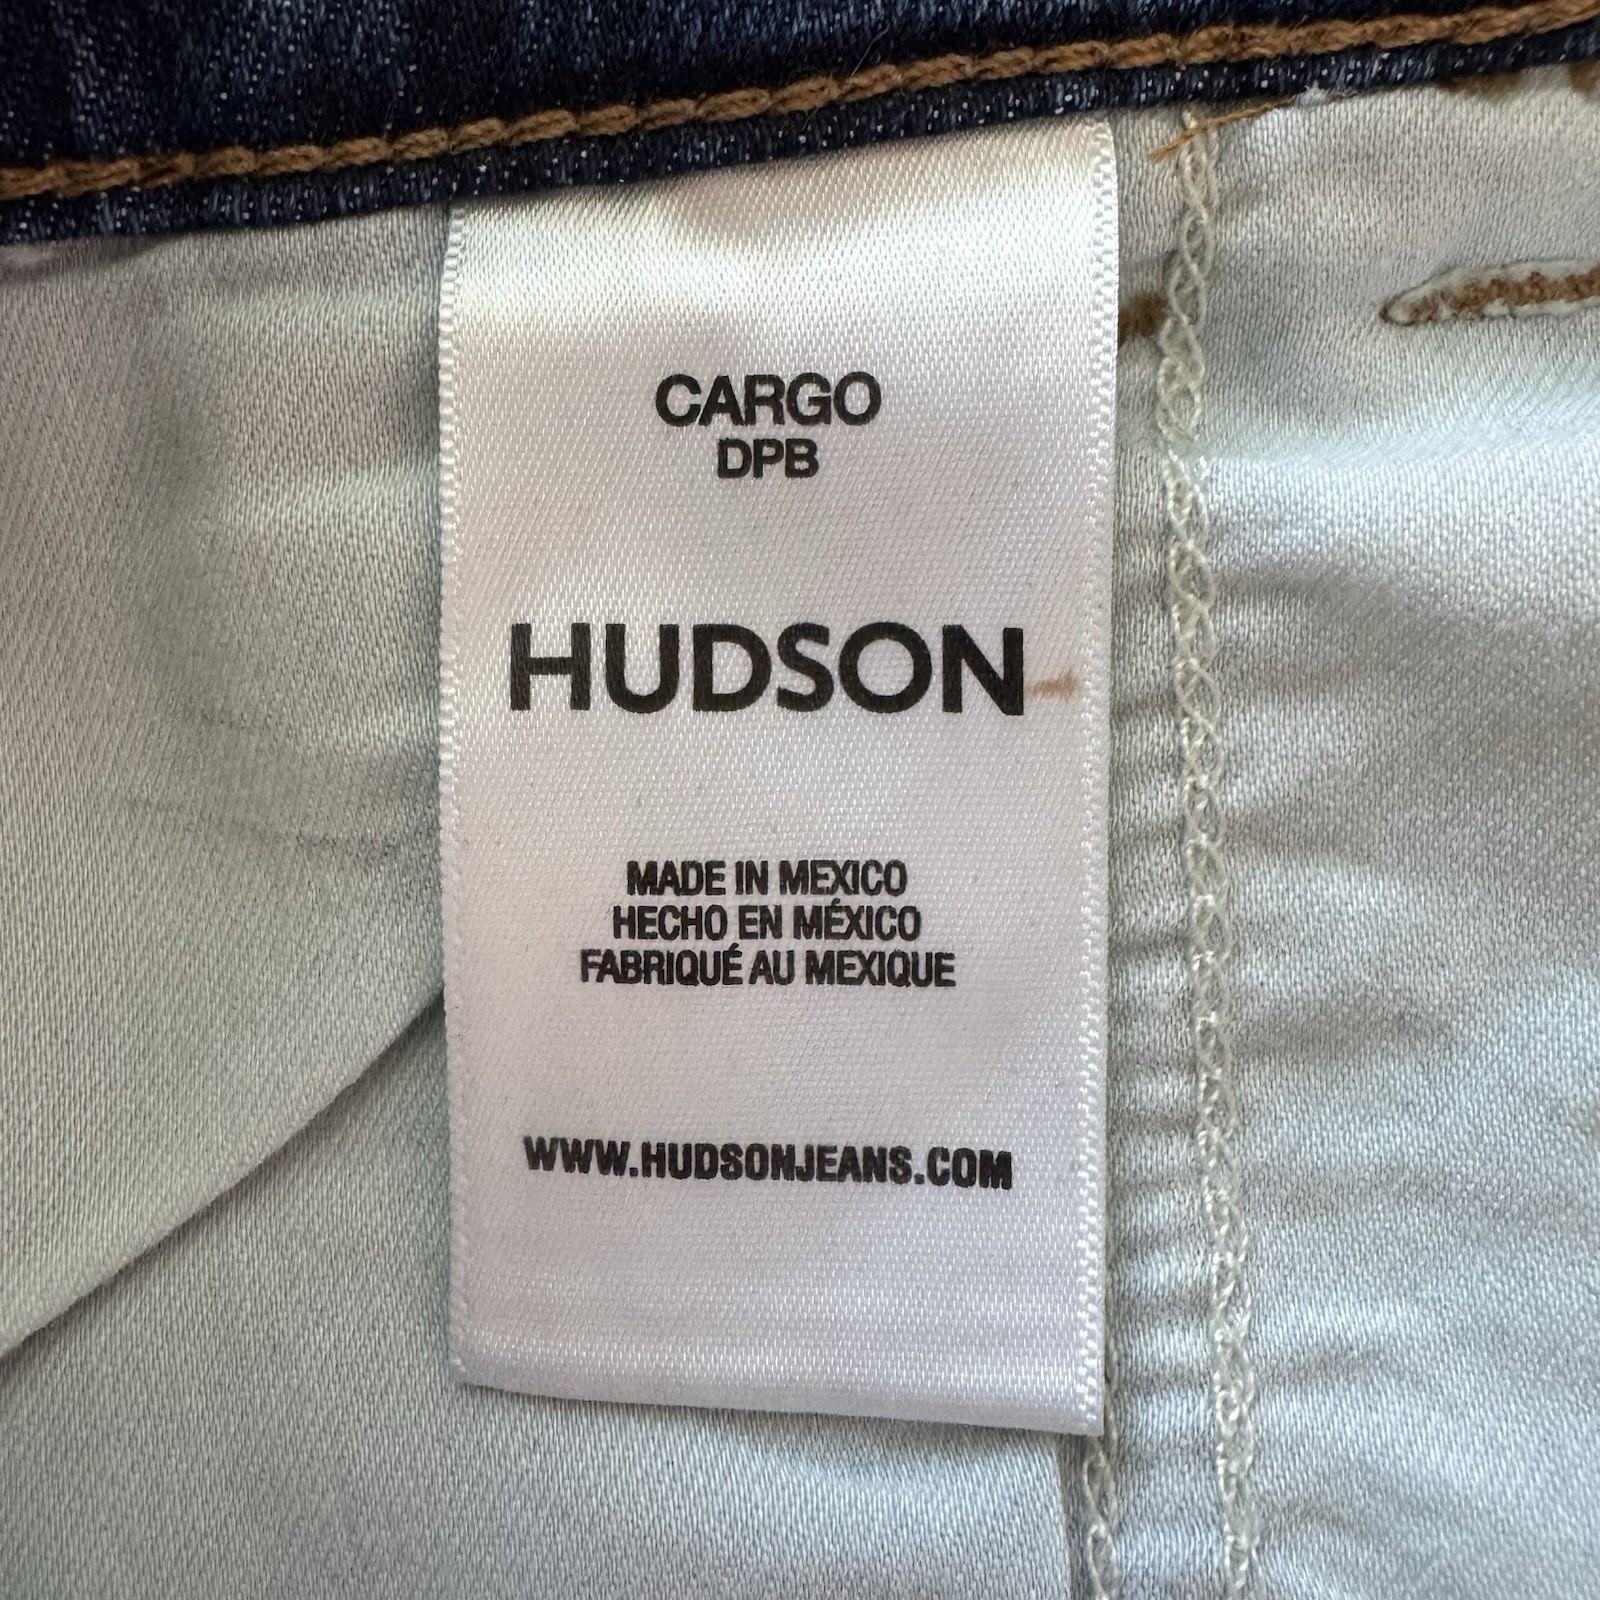 CARGO
DPB
HUDSON
MADE IN MEXICO
HECHO EN MÉXICO
FABRIQUÉ AU MEXIQUE
WWW.HUDSONJEANS.COM